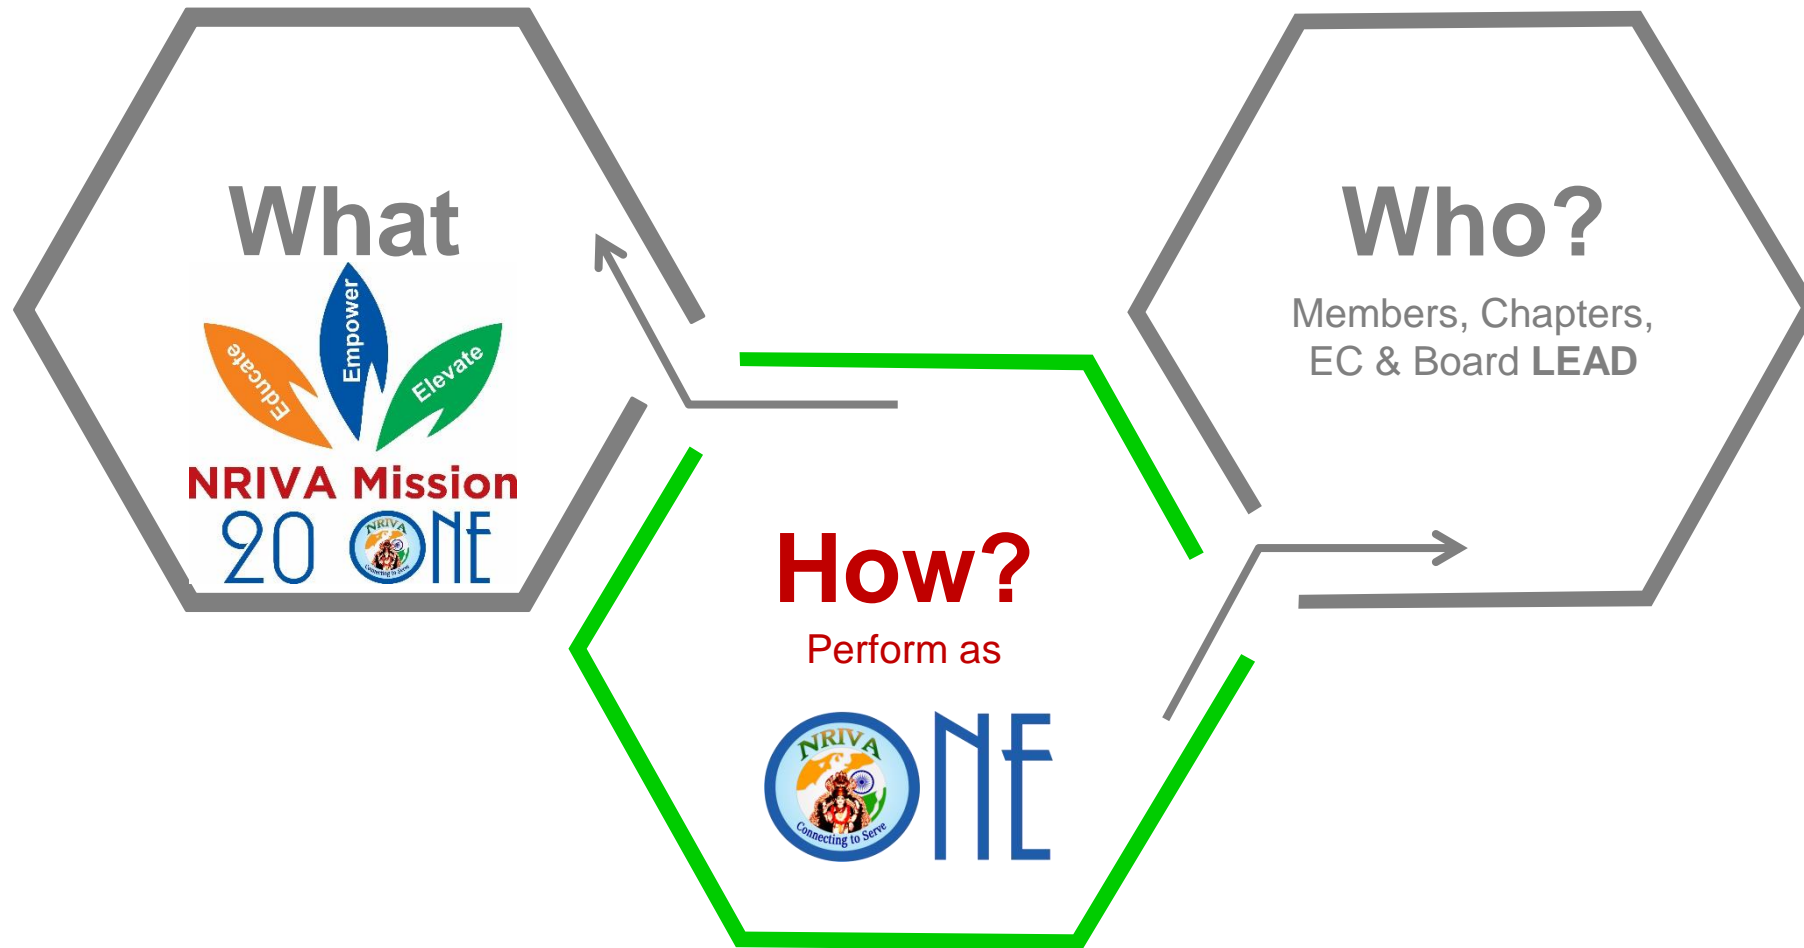 What
Educate
Empower
Elevate
NRIVA Mission
20 ONE
NRIVA
Connecting to Serve
How?
Perform as
ONE
NRIVA
Connecting to Serve
Who?
Members, Chapters,
EC & Board LEAD